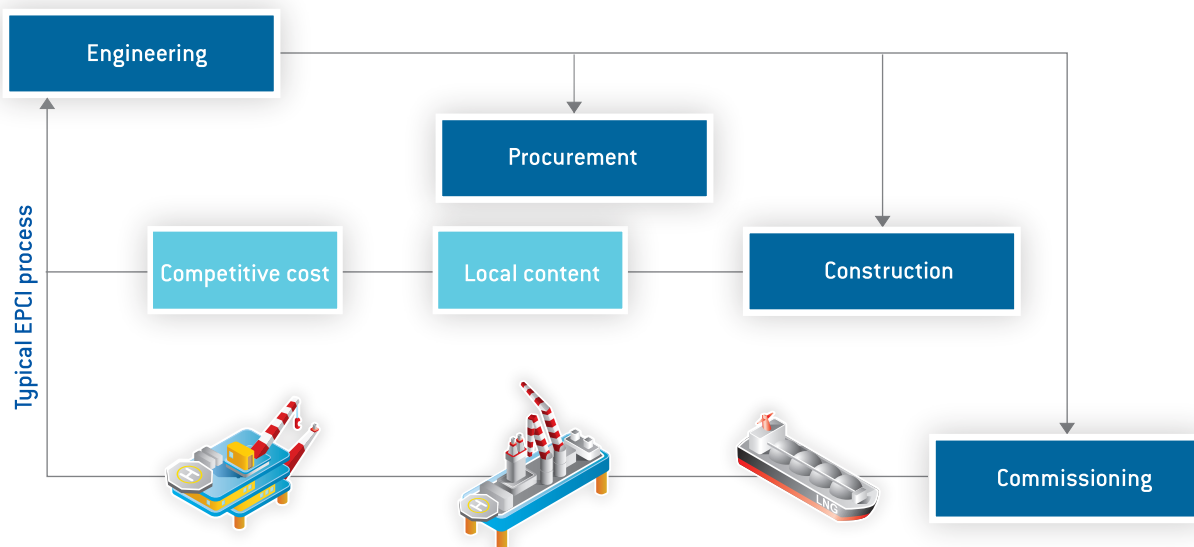 Engineering
Procurement
Competitive cost
Local content
Construction
Typical EPCI process
H
H
LNG
Commissioning